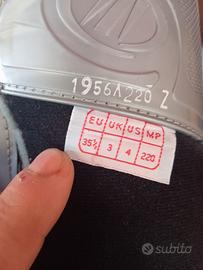 1956A220 Z
EU UK US MP
35½ 3 4 220
subito